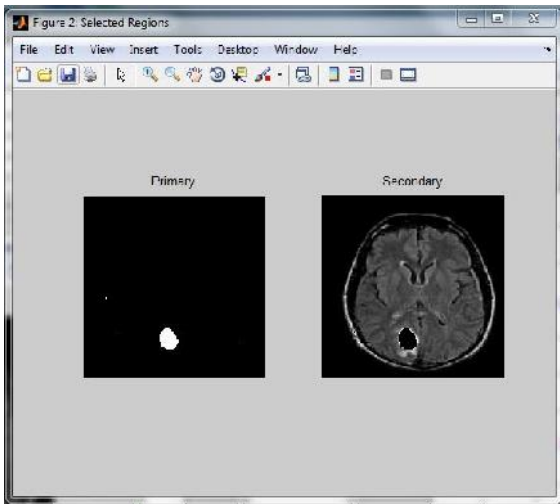 Figure 2: Selected Regions
File Edit View Insert Tools Desktop Window Help
Primary
Secondary